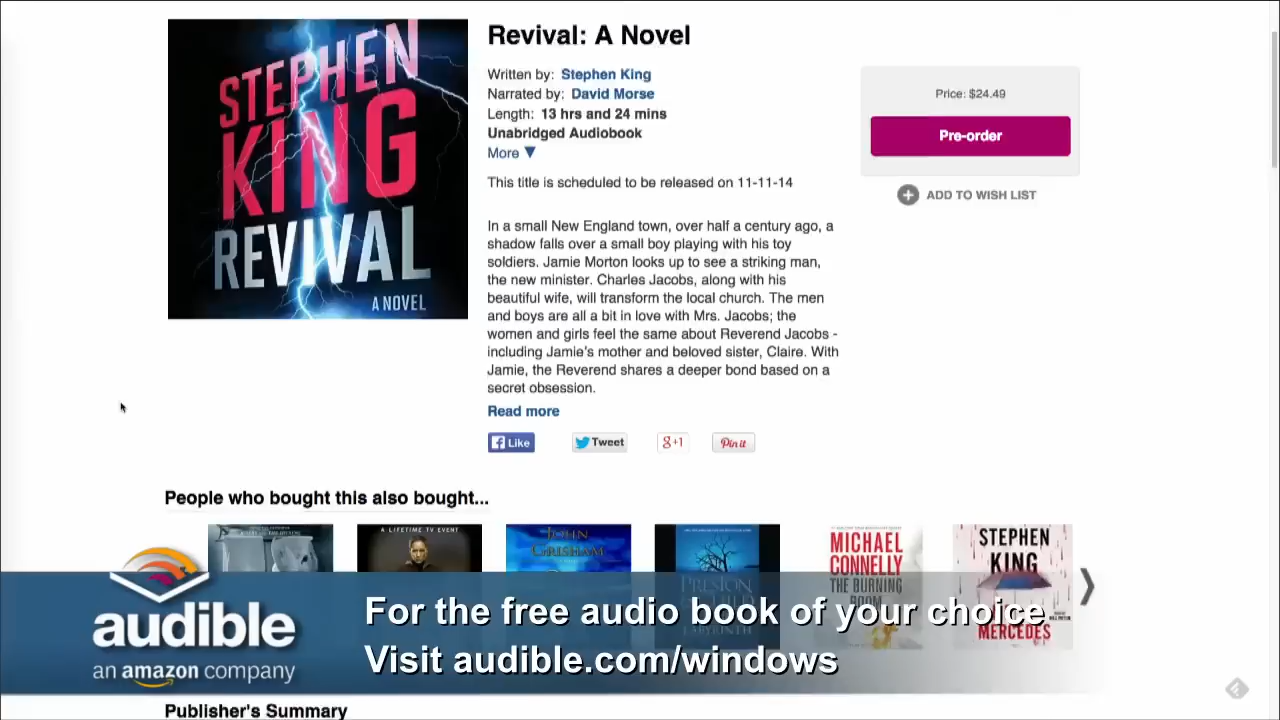 STEPHEN
KING
REVIVAL
A NOVEL
Revival: A Novel
Written by: Stephen King
Narrated by: David Morse
Length: 13 hrs and 24 mins
Unabridged Audiobook
More ▼
This title is scheduled to be released on 11-11-14
In a small New England town, over half a century ago, a
shadow falls over a small boy playing with his toy
soldiers. Jamie Morton looks up to see a striking man,
the new minister. Charles Jacobs, along with his
beautiful wife, will transform the local church. The men
and boys are all a bit in love with Mrs. Jacobs; the
women and girls feel the same about Reverend Jacobs -
including Jamie's mother and beloved sister, Claire. With
Jamie, the Reverend shares a deeper bond based on a
secret obsession.
Read more
Like
Tweet
g+1
Pin it
Price: $24.49
Pre-order
+ ADD TO WISH LIST
People who bought this also bought...
A LIFETIME TV EVENT
JOHN
GRISHAM
PRESTON
CHILD
LABYRINTH
MICHAEL
CONNELLY
THE BURNING
ROOM
STEPHEN
KING
MERCEDES
audible
an amazon company
For the free audio book of your choice
Visit audible.com/windows
Publisher's Summary